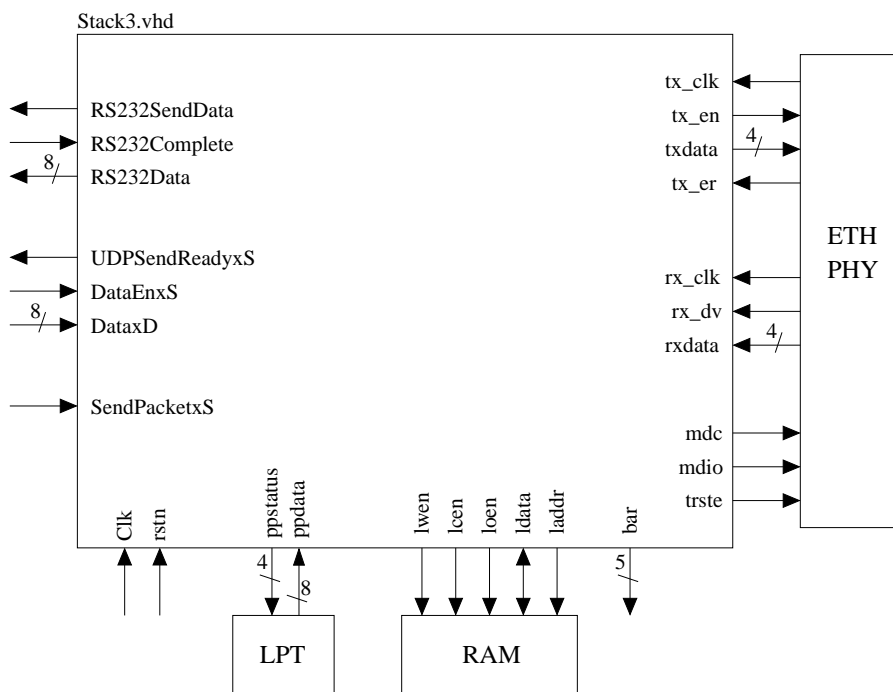 Stack3.vhd
RS232SendData
RS232Complete
8
RS232Data
UDPSendReadyxS
DataEnxS
8
DataxD
SendPacketxS
tx_clk
tx_en
txdata
4
tx_er
rx_clk
rx_dv
rxdata
4
mdc
mdio
trste
ETH
PHY
Clk
rstn
ppstatus
ppdata
lwen
lcen
loen
ldata
laddr
bar
4
8
5
LPT
RAM